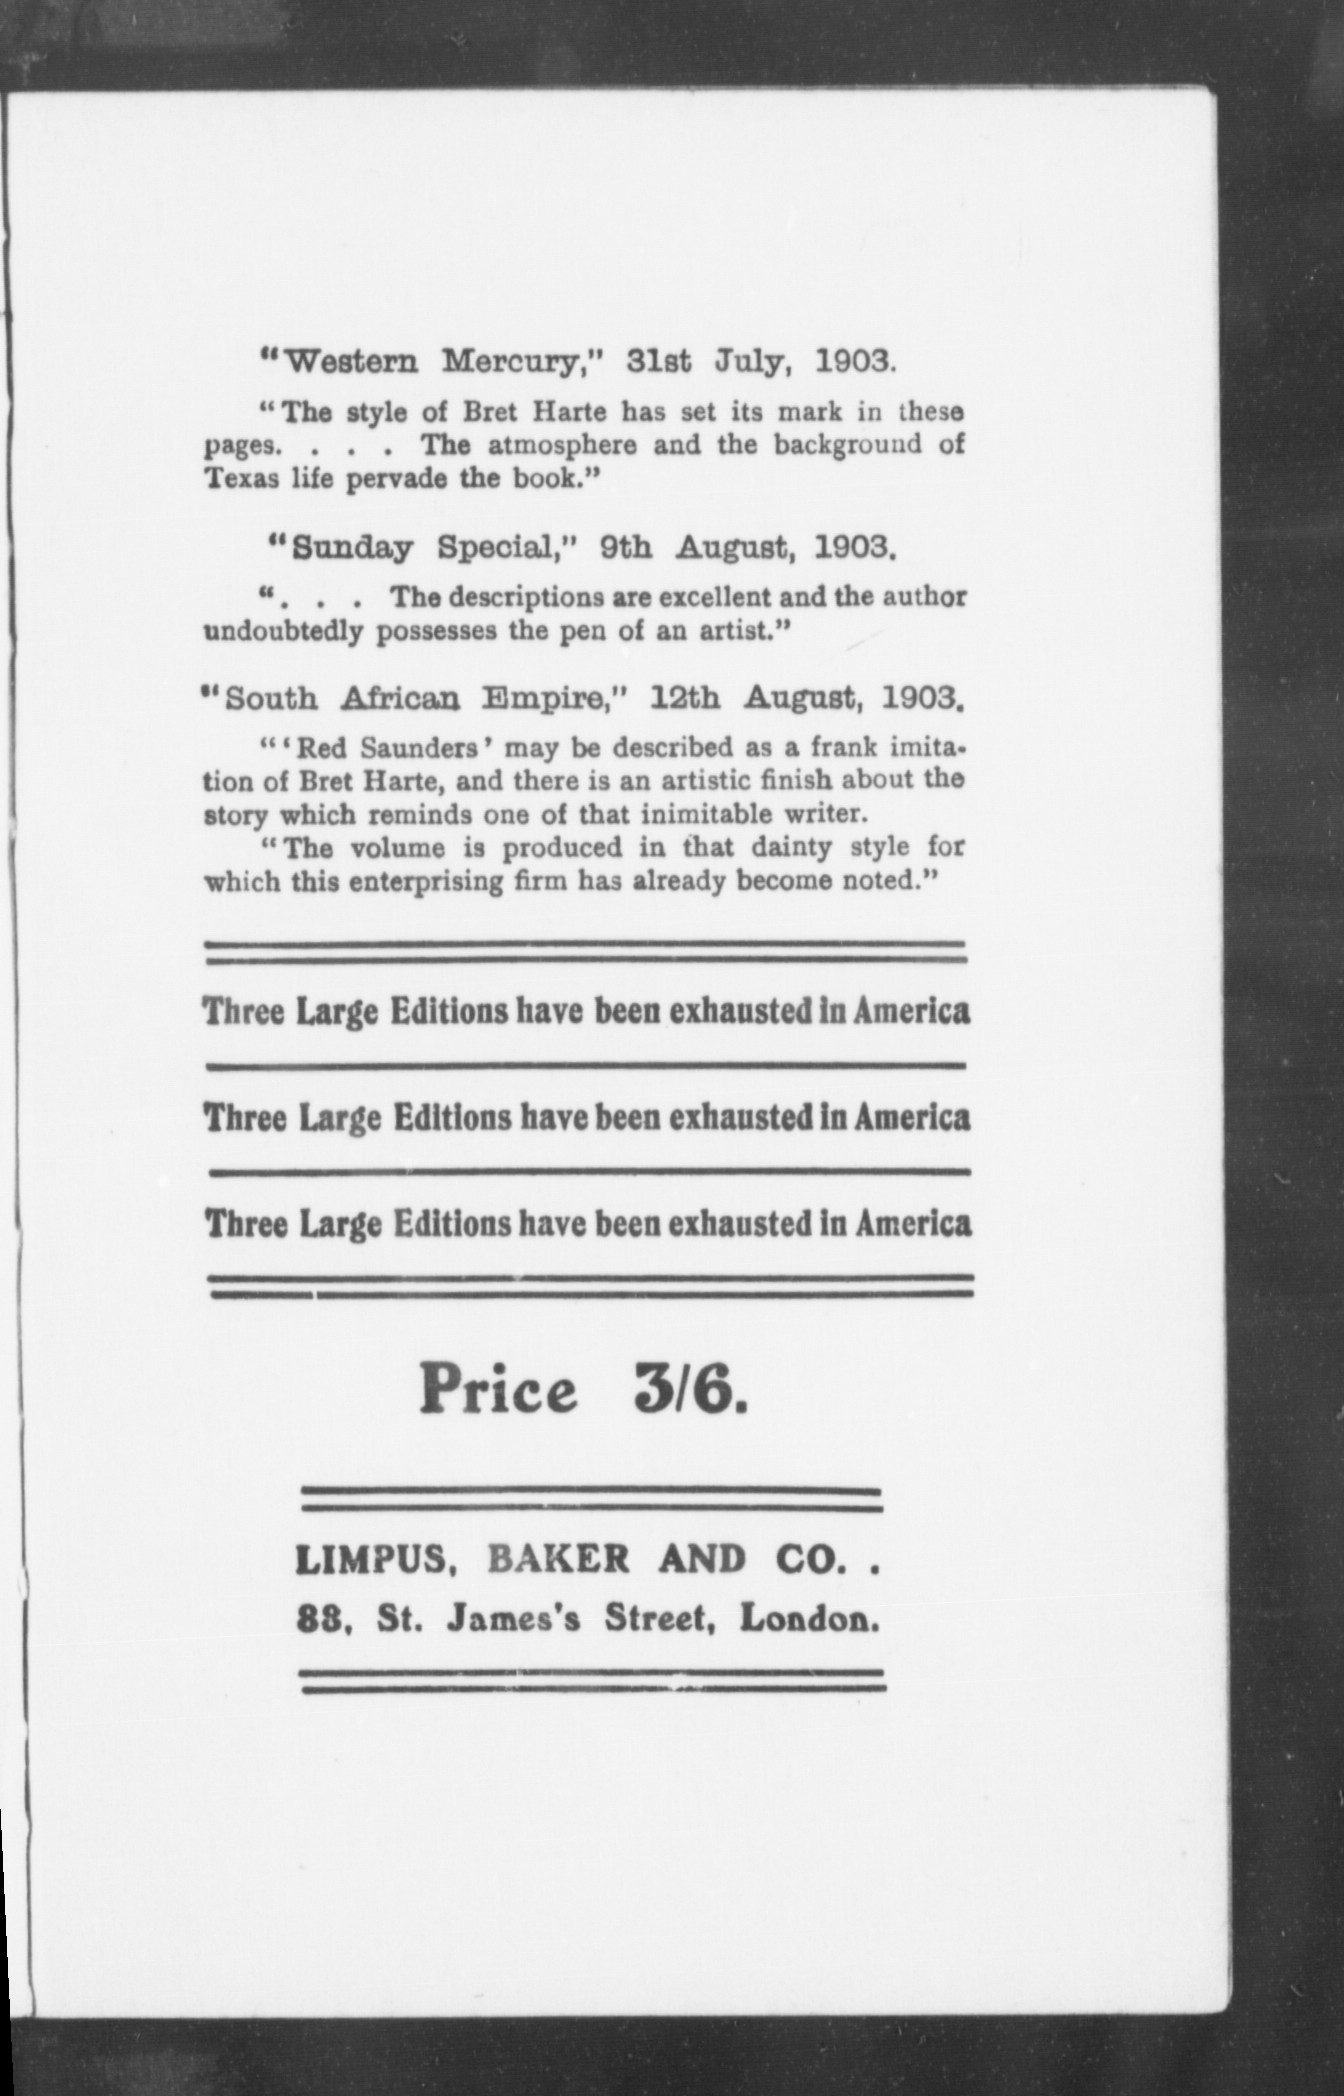 “Western Mercury,” 31st July, 1903.
“The style of Bret Harte has set its mark in these
pages. . . . The atmosphere and the background of
Texas life pervade the book.”
“Sunday Special,” 9th August, 1903.
“. . . The descriptions are excellent and the author
undoubtedly possesses the pen of an artist.”
“South African Empire,” 12th August, 1903.
“‘Red Saunders’ may be described as a frank imita-
tion of Bret Harte, and there is an artistic finish about the
story which reminds one of that inimitable writer.
“The volume is produced in that dainty style for
which this enterprising firm has already become noted.”
Three Large Editions have been exhausted in America
Three Large Editions have been exhausted in America
Three Large Editions have been exhausted in America
Price 3/6.
LIMPUS, BAKER AND CO. .
88, St. James's Street, London.